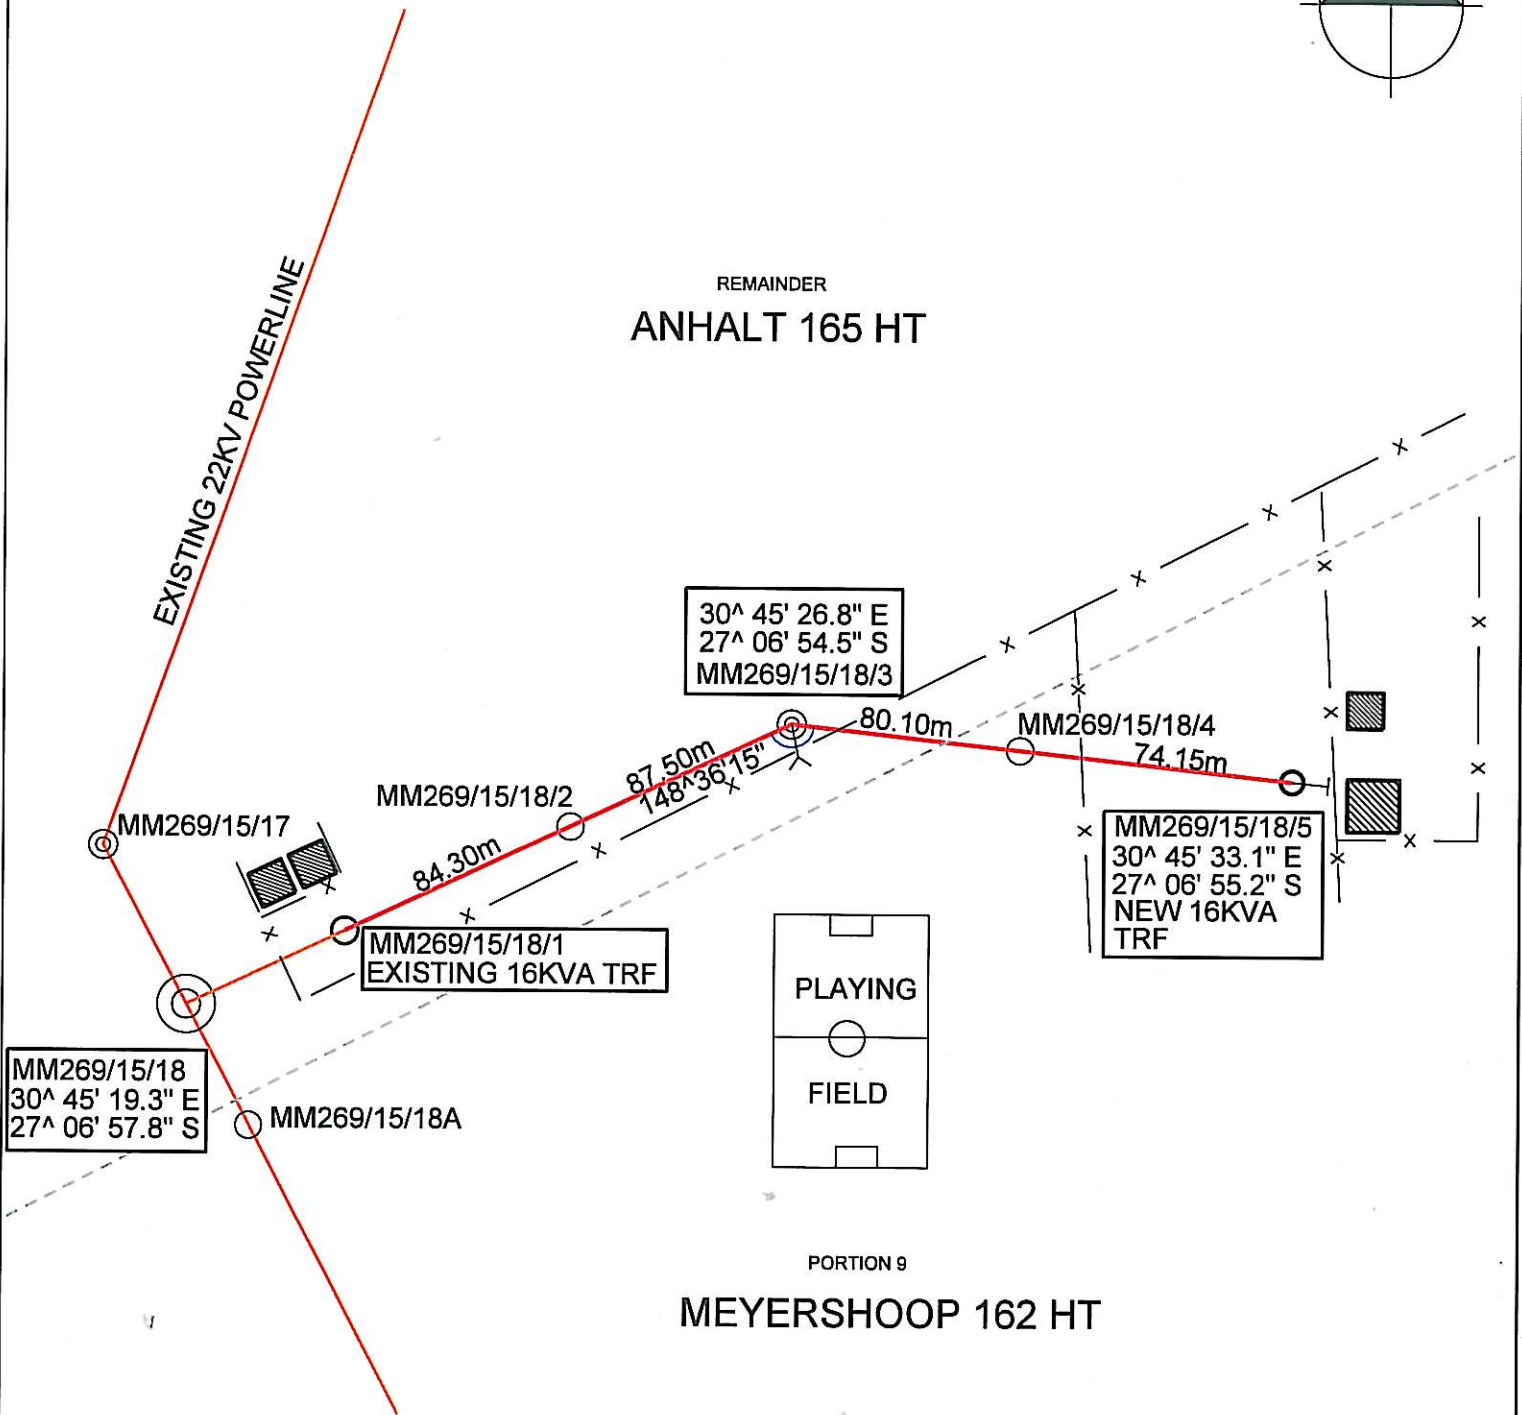 REMAINDER
ANHALT 165 HT
EXISTING 22KV POWERLINE
30^ 45' 26.8" E
27^ 06' 54.5" S
MM269/15/18/3
80.10m
MM269/15/18/4
74.15m
87.50m
148^36'15"
MM269/15/18/2
MM269/15/17
84.30m
MM269/15/18/5
30^ 45' 33.1" E
27^ 06' 55.2" S
NEW 16KVA
TRF
MM269/15/18/1
EXISTING 16KVA TRF
PLAYING
FIELD
MM269/15/18
30^ 45' 19.3" E
27^ 06' 57.8" S
MM269/15/18A
PORTION 9
MEYERSHOOP 162 HT